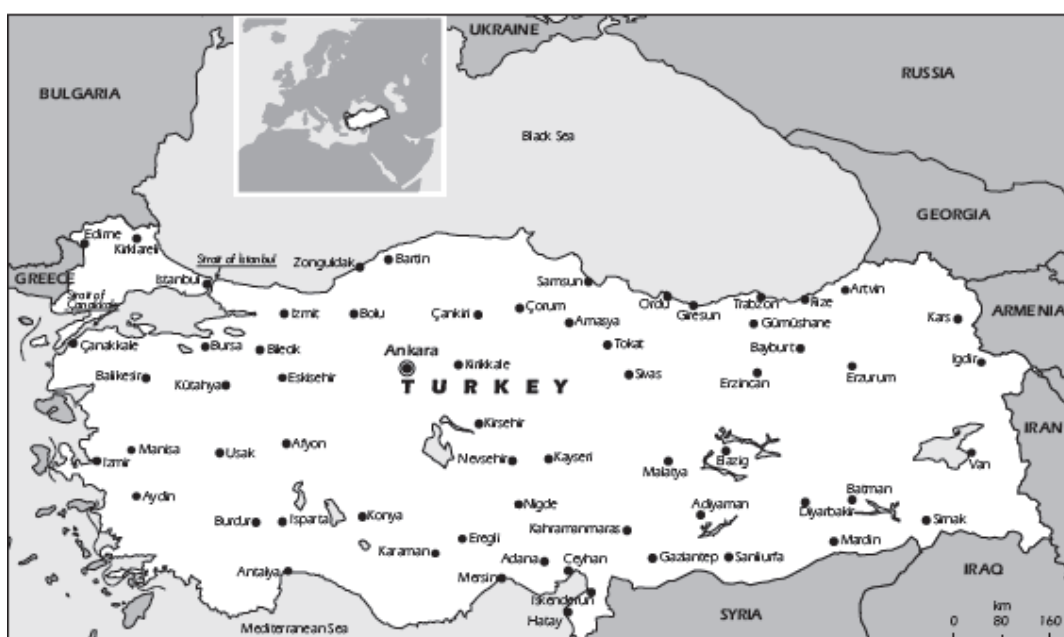 UKRAINE
RUSSIA
BULGARIA
Black Sea
GEORGIA
Edirne
Kirklareli
Strait of Istanbul
Zonguldak
Bartin
GREECE
Istanbul
Samsun
Artvin
Strait of
Çanakkale
Ordu
Trabzon
Rize
ARMENIA
Izmit
Bolu
Çankiri
Çorum
Amasya
Giresun
Gümüshane
Kars
Çanakkale
Bursa
Bilecik
Ankara
Tokat
Bayburt
Igdir
Balikesir
Kütahya
Eskisehir
Kirikkale
Sivas
Erzincan
Erzurum
TURKEY
Kirsehir
IRAN
Manisa
Usak
Afyon
Izmir
Nevsehir
Kayseri
Malatya
Elazig
Van
Aydin
Nigde
Adiyaman
Batman
Diyarbakir
Burdur
Isparta
Konya
Kahramanmaras
Sirnak
Karaman
Eregli
Mardin
Antalya
Mersin
Adana
Ceyhan
Gaziantep
Sanliurfa
IRAQ
Iskenderun
Hatay
SYRIA
Mediterranean Sea
km
0 80 160